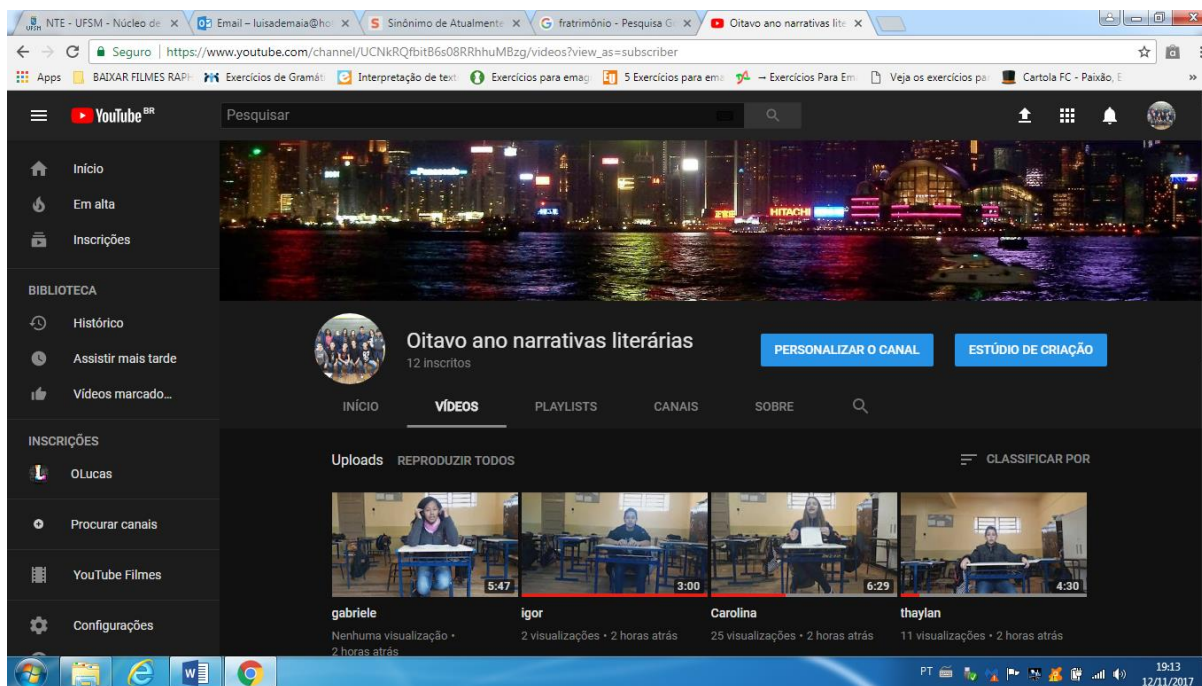 NTE - UFSM - Núcleo de
Email – luisademaia@ho
Sinônimo de Atualmente
fratrimônio - Pesquisa G
Oitavo ano narrativas lite
Seguro | https://www.youtube.com/channel/UCNkRQfbitB6s08RRhhuMBzg/videos?view_as=subscriber
Apps
BAIXAR FILMES RAPI
Exercícios de Gramáti
Interpretação de text
Exercícios para emag
5 Exercícios para ema
→ Exercícios Para Em
Veja os exercícios pa
Cartola FC - Paixão, E
YouTube BR
Pesquisar
Início
Em alta
Inscrições
BIBLIOTECA
Histórico
Assistir mais tarde
Vídeos marcado...
INSCRIÇÕES
OLucas
Procurar canais
YouTube Filmes
Configurações
Panasonic
HITACHI
Oitavo ano narrativas literárias
12 inscritos
PERSONALIZAR O CANAL
ESTÚDIO DE CRIAÇÃO
INÍCIO VÍDEOS PLAYLISTS CANAIS SOBRE
Uploads REPRODUZIR TODOS
CLASSIFICAR POR
5:47
3:00
6:29
4:30
gabriele
Nenhuma visualização •
2 horas atrás
igor
2 visualizações • 2 horas atrás
Carolina
25 visualizações • 2 horas atrás
thaylan
11 visualizações • 2 horas atrás
PT
19:13
12/11/2017